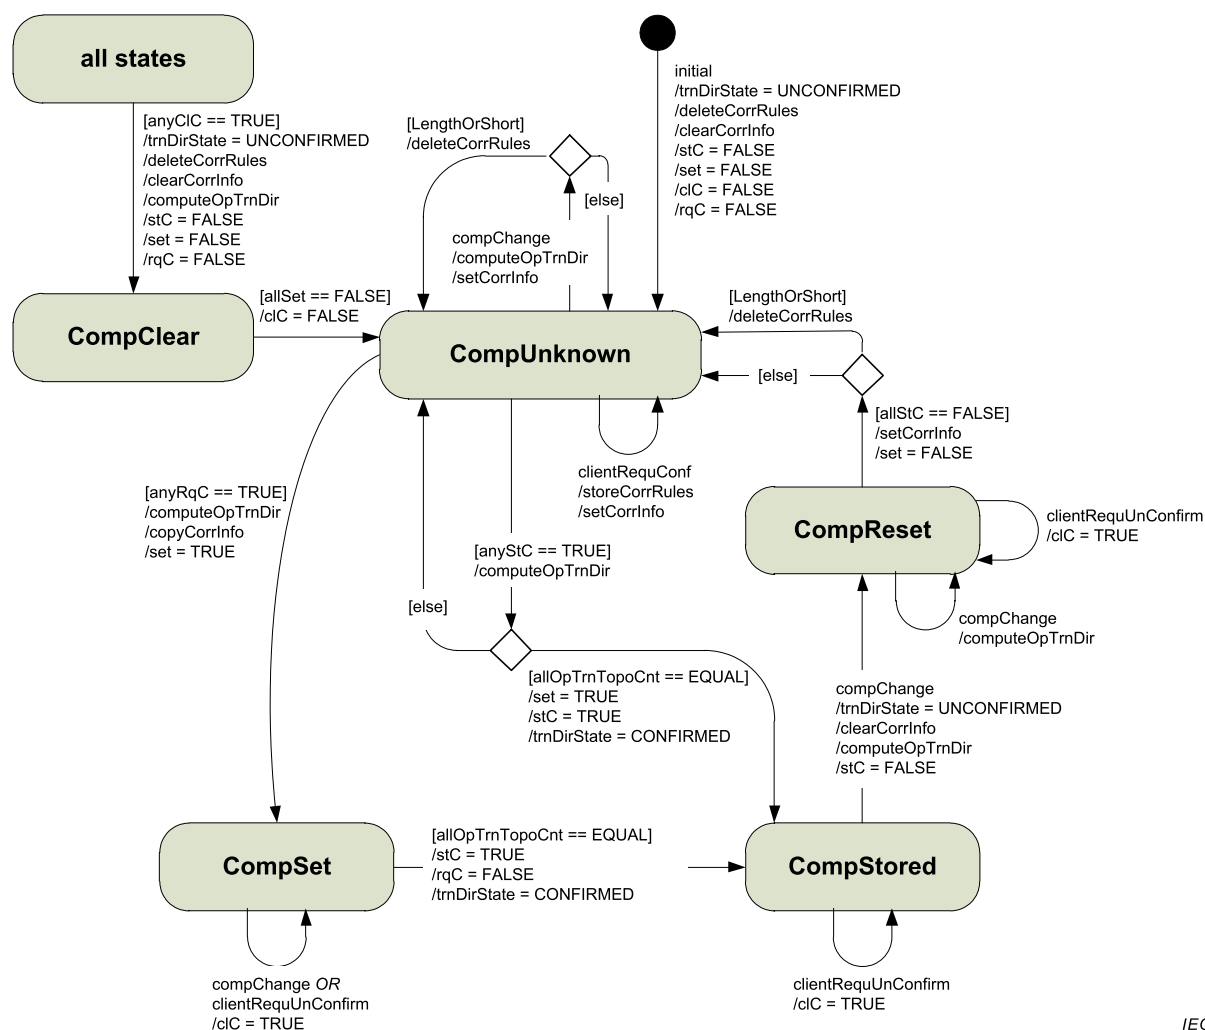 all states
initial
/trnDirState = UNCONFIRMED
/deleteCorrRules
/clearCorrInfo
/stC = FALSE
/set = FALSE
/clC = FALSE
/rqC = FALSE
[anyClC == TRUE]
/trnDirState = UNCONFIRMED
/deleteCorrRules
/clearCorrInfo
/computeOpTrnDir
/stC = FALSE
/set = FALSE
/rqC = FALSE
[LengthOrShort]
/deleteCorrRules
[else]
compChange
/computeOpTrnDir
/setCorrInfo
[allSet == FALSE]
/clC = FALSE
[LengthOrShort]
/deleteCorrRules
CompClear
CompUnknown
[else]
[allStC == FALSE]
/setCorrInfo
/set = FALSE
clientRequConf
/storeCorrRules
/setCorrInfo
[anyRqC == TRUE]
/computeOpTrnDir
/copyCorrInfo
/set = TRUE
CompReset
clientRequUnConfirm
/clC = TRUE
[anyStC == TRUE]
/computeOpTrnDir
[else]
compChange
/computeOpTrnDir
[allOpTrnTopoCnt == EQUAL]
/set = TRUE
/stC = TRUE
/trnDirState = CONFIRMED
compChange
/trnDirState = UNCONFIRMED
/clearCorrInfo
/computeOpTrnDir
/stC = FALSE
CompSet
[allOpTrnTopoCnt == EQUAL]
/stC = TRUE
/rqC = FALSE
/trnDirState = CONFIRMED
CompStored
compChange OR
clientRequUnConfirm
/clC = TRUE
clientRequUnConfirm
/clC = TRUE